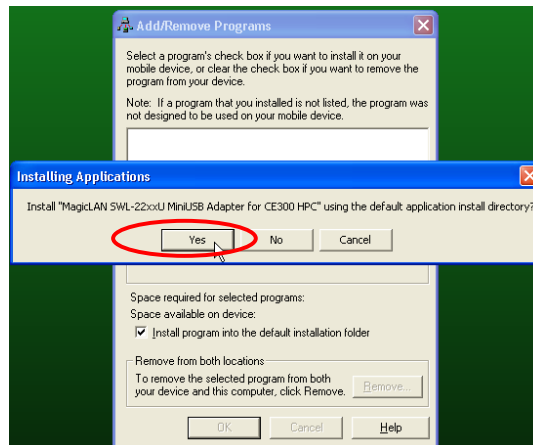 Add/Remove Programs
Select a program's check box if you want to install it on your
mobile device, or clear the check box if you want to remove the
program from your device.
Note: If a program that you installed is not listed, the program was
not designed to be used on your mobile device.
Installing Applications
Install "MagicLAN SWL-22xxU MiniUSB Adapter for CE300 HPC" using the default application install directory?
Yes No Cancel
Space required for selected programs:
Space available on device:
Install program into the default installation folder
Remove from both locations
To remove the selected program from both
your device and this computer, click Remove.
Remove...
OK Cancel Help